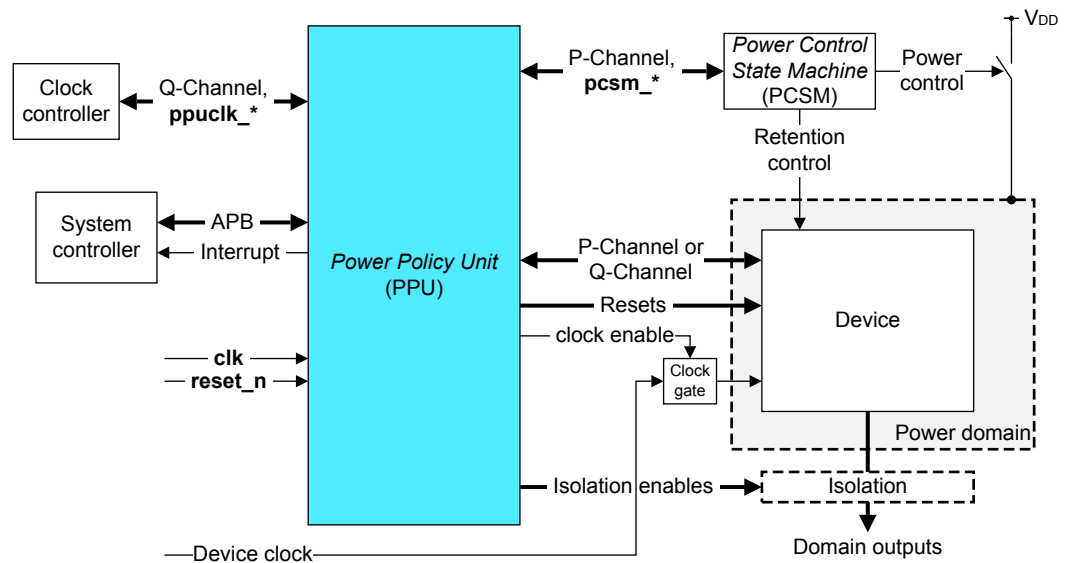 VDD
Power Control
State Machine
(PCSM)
P-Channel,
pcsm_*
Power
control
Clock
controller
Q-Channel,
ppuclk_*
Retention
control
System
controller
APB
Interrupt
Power Policy Unit
(PPU)
P-Channel or
Q-Channel
Resets
Device
clock enable
clk
reset_n
Clock
gate
Power domain
Isolation enables
Isolation
Device clock
Domain outputs